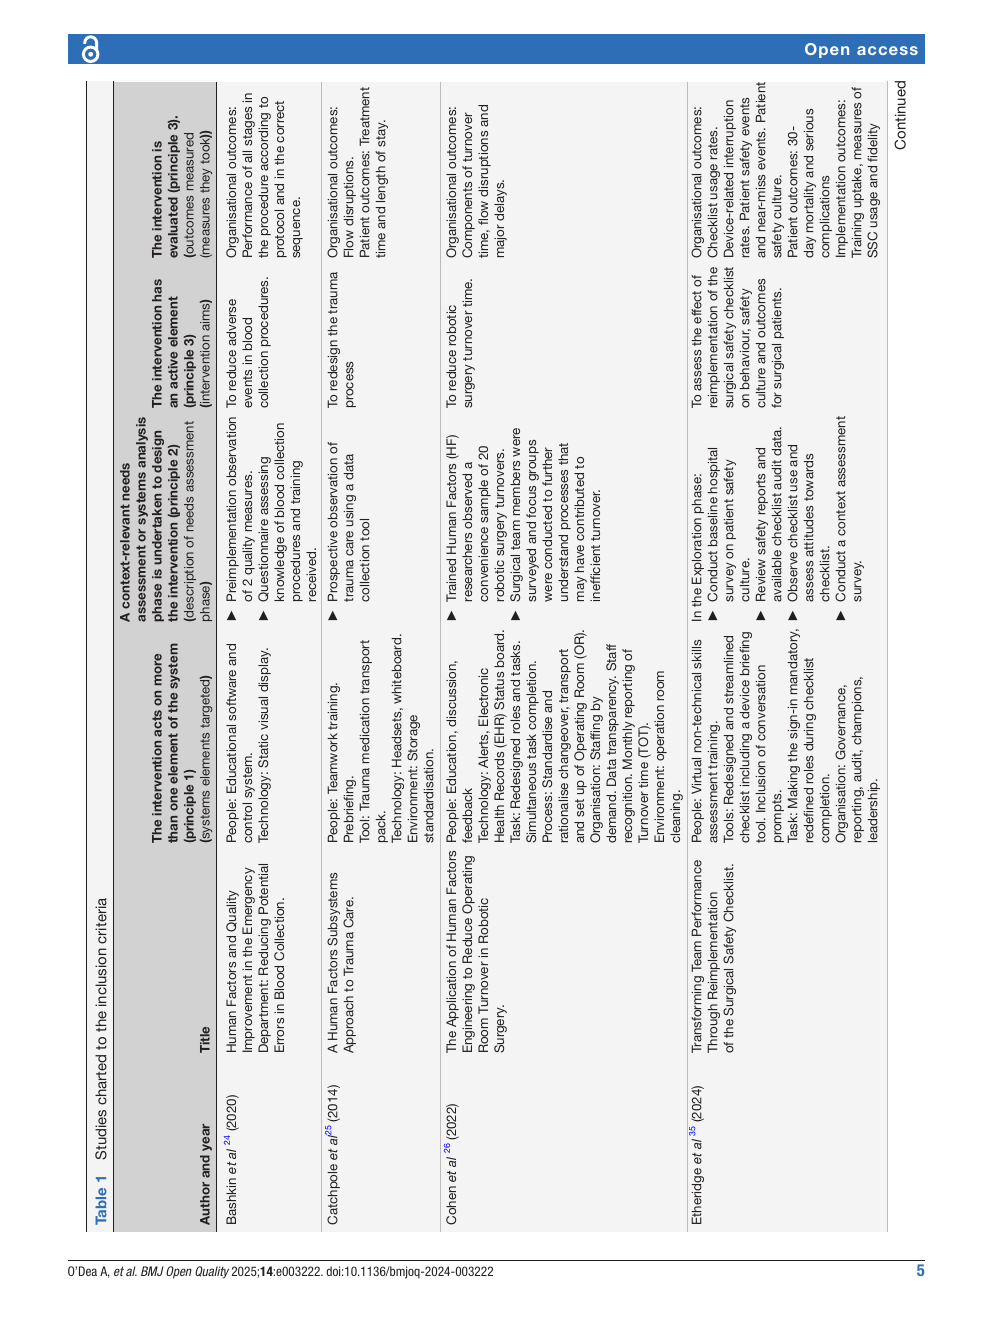 Open access
Table 1 Studies charted to the inclusion criteria
Author and year
Title
The intervention acts on more
than one element of the system
(principle 1)
(systems elements targeted)
A context-relevant needs
assessment or systems analysis
phase is undertaken to design
the intervention (principle 2)
(description of needs assessment
phase)
The intervention has
an active element
(principle 3)
(intervention aims)
The intervention is
evaluated (principle 3).
(outcomes measured
(measures they took))
Bashkin et al 24 (2020)
Human Factors and Quality
Improvement in the Emergency
Department: Reducing Potential
Errors in Blood Collection.
People: Educational software and
control system.
Technology: Static visual display.
► Preimplementation observation
of 2 quality measures.
► Questionnaire assessing
knowledge of blood collection
procedures and training
received.
To reduce adverse
events in blood
collection procedures.
Organisational outcomes:
Performance of all stages in
the procedure according to
protocol and in the correct
sequence.
Catchpole et al25 (2014)
A Human Factors Subsystems
Approach to Trauma Care.
People: Teamwork training.
Prebriefing.
Tool: Trauma medication transport
pack.
Technology: Headsets, whiteboard.
Environment: Storage
standardisation.
► Prospective observation of
trauma care using a data
collection tool
To redesign the trauma
process
Organisational outcomes:
Flow disruptions.
Patient outcomes: Treatment
time and length of stay.
Cohen et al 26 (2022)
The Application of Human Factors
Engineering to Reduce Operating
Room Turnover in Robotic
Surgery.
People: Education, discussion,
feedback
Technology: Alerts, Electronic
Health Records (EHR) Status board.
Task: Redesigned roles and tasks.
Simultaneous task completion.
Process: Standardise and
rationalise changeover, transport
and set up of Operating Room (OR).
Organisation: Staffing by
demand. Data transparency. Staff
recognition. Monthly reporting of
Turnover time (TOT).
Environment: operation room
cleaning.
► Trained Human Factors (HF)
researchers observed a
convenience sample of 20
robotic surgery turnovers.
► Surgical team members were
surveyed and focus groups
were conducted to further
understand processes that
may have contributed to
inefficient turnover.
To reduce robotic
surgery turnover time.
Organisational outcomes:
Components of turnover
time, flow disruptions and
major delays.
Etheridge et al 35 (2024)
Transforming Team Performance
Through Reimplementation
of the Surgical Safety Checklist.
People: Virtual non-technical skills
assessment training.
Tools: Redesigned and streamlined
checklist including a device briefing
tool. Inclusion of conversation
prompts.
Task: Making the sign-in mandatory,
redefined roles during checklist
completion.
Organisation: Governance,
reporting, audit, champions,
leadership.
In the Exploration phase:
► Conduct baseline hospital
survey on patient safety
culture.
► Review safety reports and
available checklist audit data.
► Observe checklist use and
assess attitudes towards
checklist.
► Conduct a context assessment
survey.
To assess the effect of
reimplementation of the
surgical safety checklist
on behaviour, safety
culture and outcomes
for surgical patients.
Organisational outcomes:
Checklist usage rates.
Device-related interruption
rates. Patient safety events
and near-miss events. Patient
safety culture.
Patient outcomes: 30-
day mortality and serious
complications
Implementation outcomes:
Training uptake, measures of
SSC usage and fidelity
Continued
O'Dea A, et al. BMJ Open Quality 2025;14:e003222. doi:10.1136/bmjoq-2024-003222
5